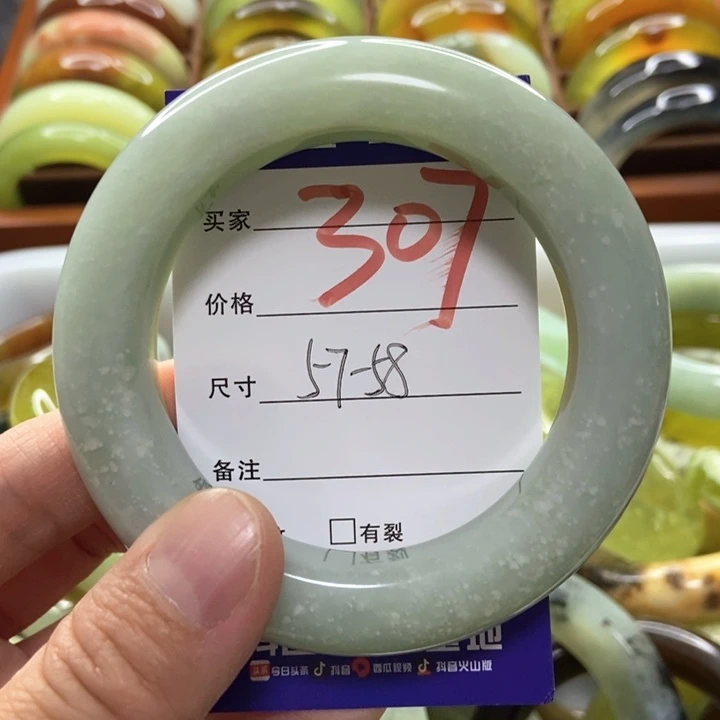 307
买家
价格
尺寸 57-58
备注
有裂
今日头条 抖音 西瓜视频 抖音火山版